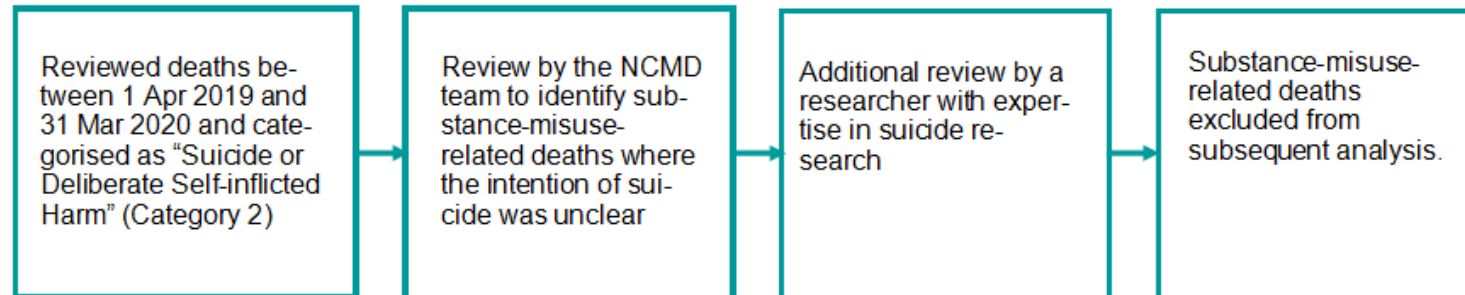 Reviewed deaths be-
tween 1 Apr 2019 and
31 Mar 2020 and cate-
gorised as “Suicide or
Deliberate Self-inflicted
Harm” (Category 2)
Review by the NCMD
team to identify sub-
stance-misuse-
related deaths where
the intention of sui-
cide was unclear
Additional review by a
researcher with exper-
tise in suicide re-
search
Substance-misuse-
related deaths
excluded from
subsequent analysis.